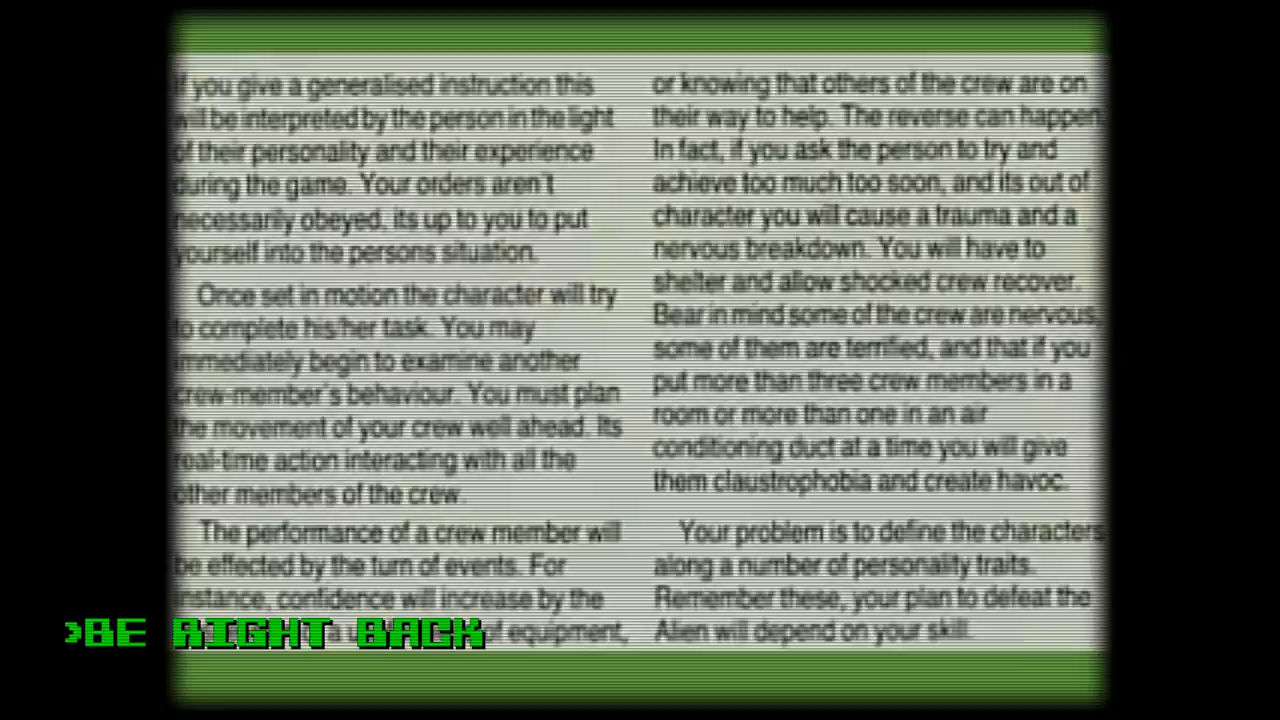 If you give a generalised instruction this
will be interpreted by the person in the light
of their personality and their experience
during the game. Your orders aren't
necessarily obeyed, its up to you to put
yourself into the persons situation.
Once set in motion the character will try
to complete his/her task. You may
immediately begin to examine another
crew-member's behaviour. You must plan
the movement of your crew well ahead. Its
real-time action interacting with all the
other members of the crew.
The performance of a crew member will
be effected by the turn of events. For
instance, confidence will increase by the
of equipment,
or knowing that others of the crew are on
their way to help. The reverse can happen
In fact, if you ask the person to try and
achieve too much too soon, and its out of
character you will cause a trauma and a
nervous breakdown. You will have to
shelter and allow shocked crew recover.
Bear in mind some of the crew are nervous,
some of them are terrified, and that if you
put more than three crew members in a
room or more than one in an air
conditioning duct at a time you will give
them claustrophobia and create havoc.
Your problem is to define the characters
along a number of personality traits.
Remember these, your plan to defeat the
Alien will depend on your skill.
>BE RIGHT BACK